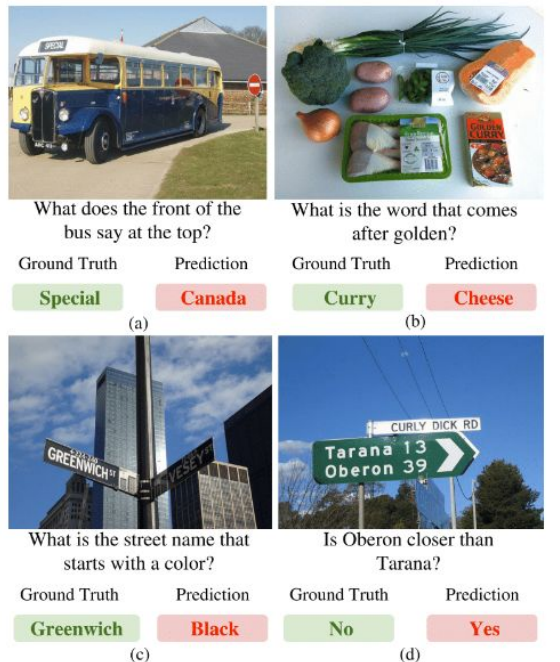 SPECIAL
What does the front of the
bus say at the top?
Ground Truth Prediction
Special Canada
(a)
GOLDEN
CURRY
What is the word that comes
after golden?
Ground Truth Prediction
Curry Cheese
(b)
GREENWICH ST
VESEY ST
What is the street name that
starts with a color?
Ground Truth Prediction
Greenwich Black
(c)
CURLY DICK RD
Tarana 13
Oberon 39
Is Oberon closer than
Tarana?
Ground Truth Prediction
No Yes
(d)